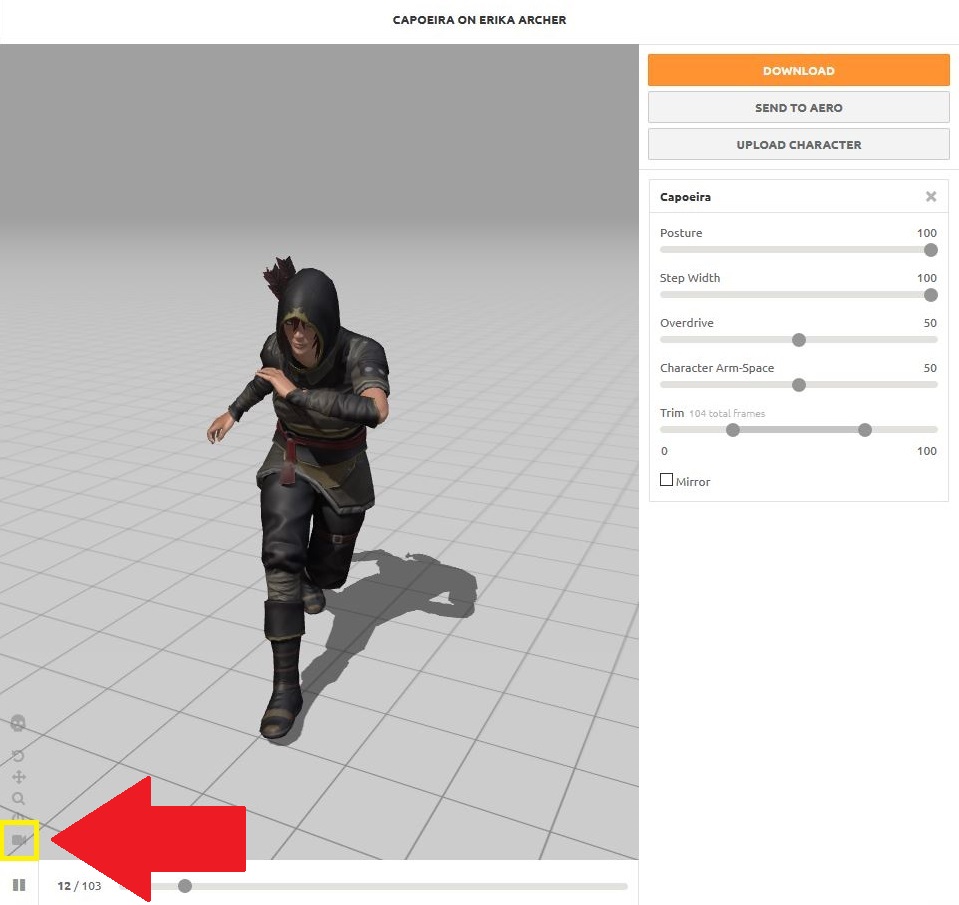 CAPOEIRA ON ERIKA ARCHER
DOWNLOAD
SEND TO AERO
UPLOAD CHARACTER
Capoeira
Posture 100
Step Width 100
Overdrive 50
Character Arm-Space 50
Trim 104 total frames
0 100
Mirror
12 / 103